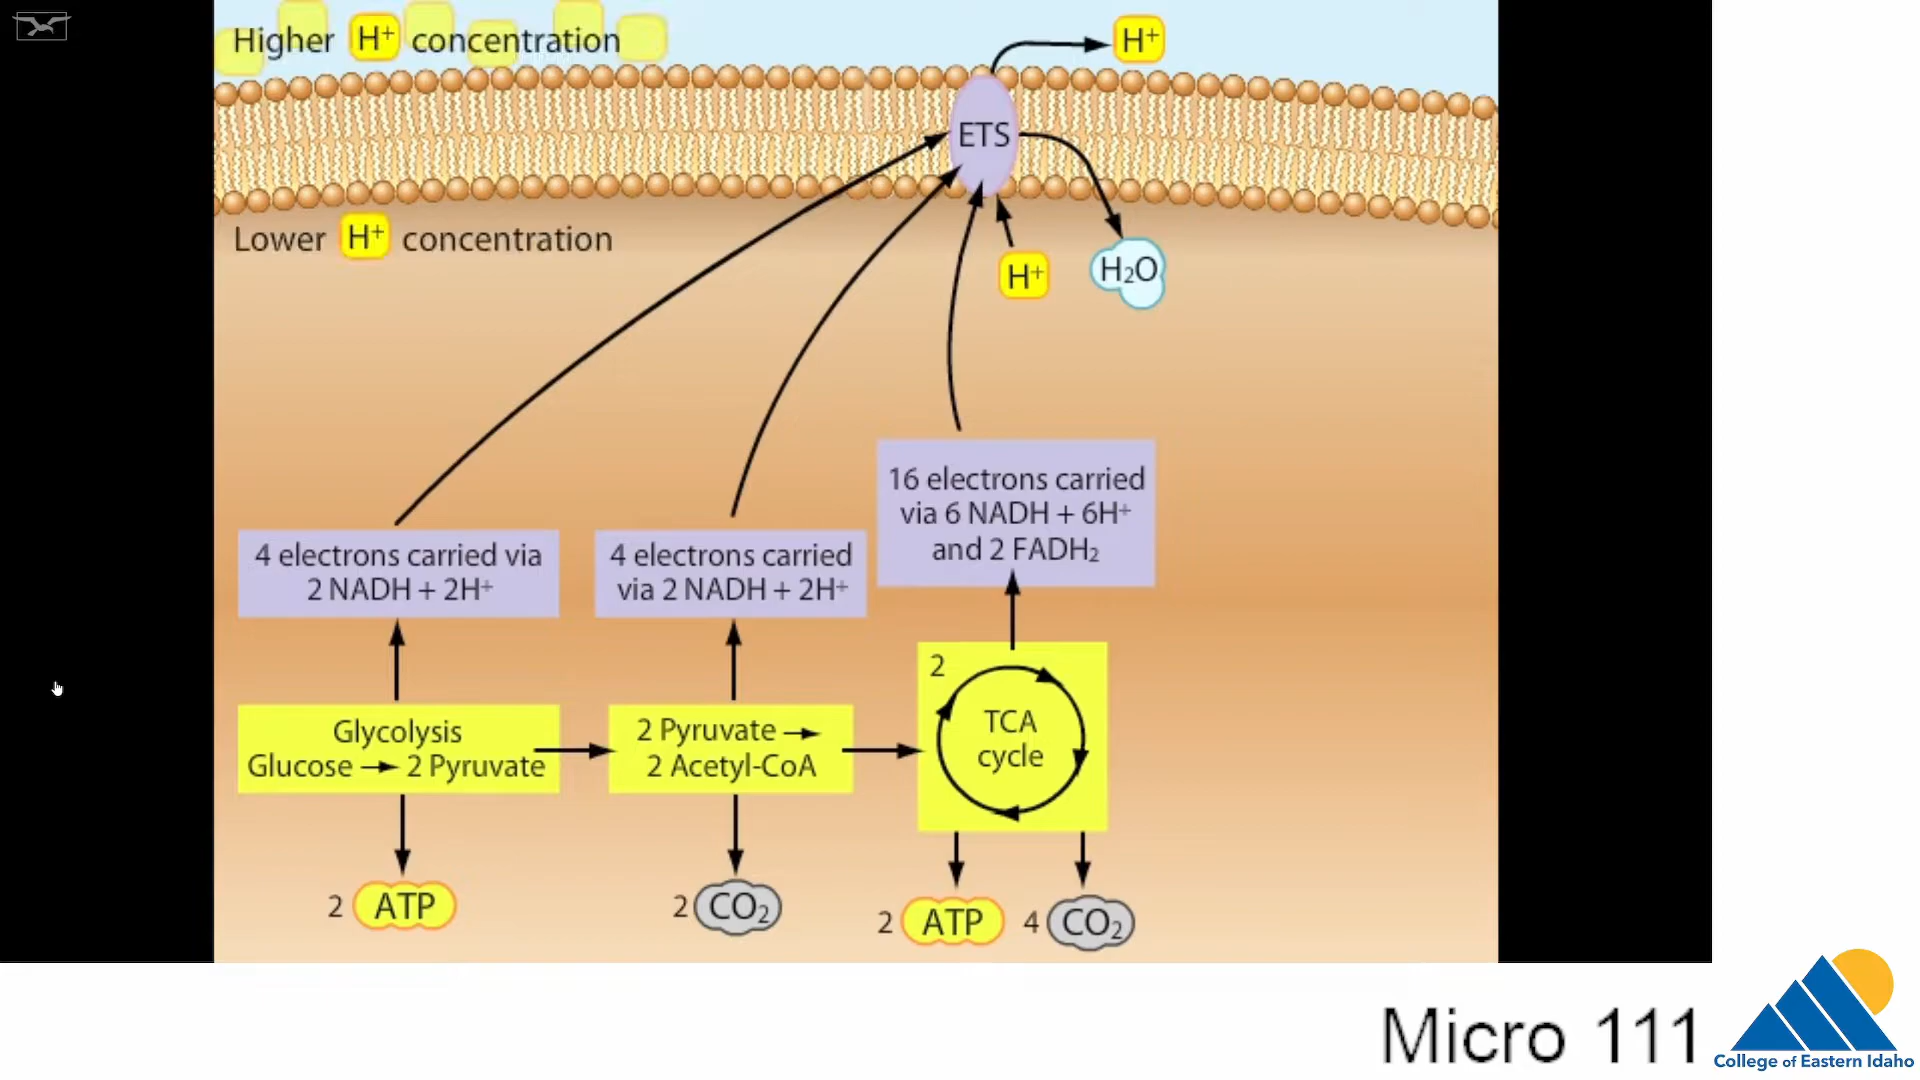 Higher H⁺ concentration
H⁺
ETS
Lower H⁺ concentration
H⁺
H₂O
16 electrons carried
via 6 NADH + 6H⁺
and 2 FADH₂
4 electrons carried via
2 NADH + 2H⁺
4 electrons carried
via 2 NADH + 2H⁺
Glycolysis
Glucose → 2 Pyruvate
2 Pyruvate →
2 Acetyl-CoA
2
TCA
cycle
2 ATP
2 CO₂
2 ATP
4 CO₂
Micro 111
College of Eastern Idaho